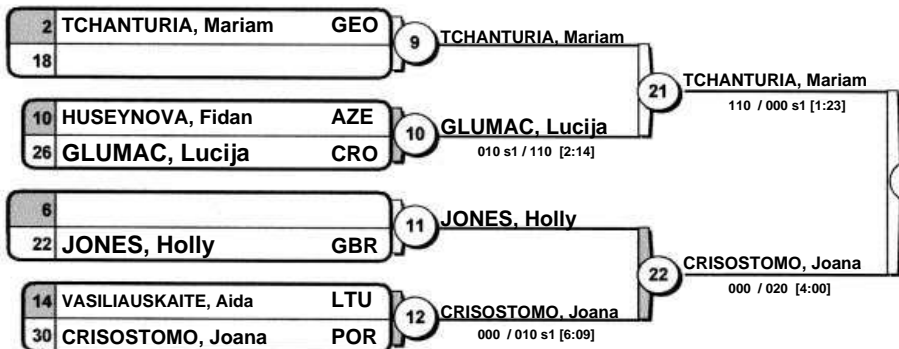 2 TCHANTURIA, Mariam GEO
18
9
TCHANTURIA, Mariam
10 HUSEYNOVA, Fidan AZE
26 GLUMAC, Lucija CRO
10
GLUMAC, Lucija
010 s1 / 110 [2:14]
21
TCHANTURIA, Mariam
110 / 000 s1 [1:23]
6
22 JONES, Holly GBR
11
JONES, Holly
14 VASILIAUSKAITE, Aida LTU
30 CRISOSTOMO, Joana POR
12
CRISOSTOMO, Joana
000 / 010 s1 [6:09]
22
CRISOSTOMO, Joana
000 / 020 [4:00]